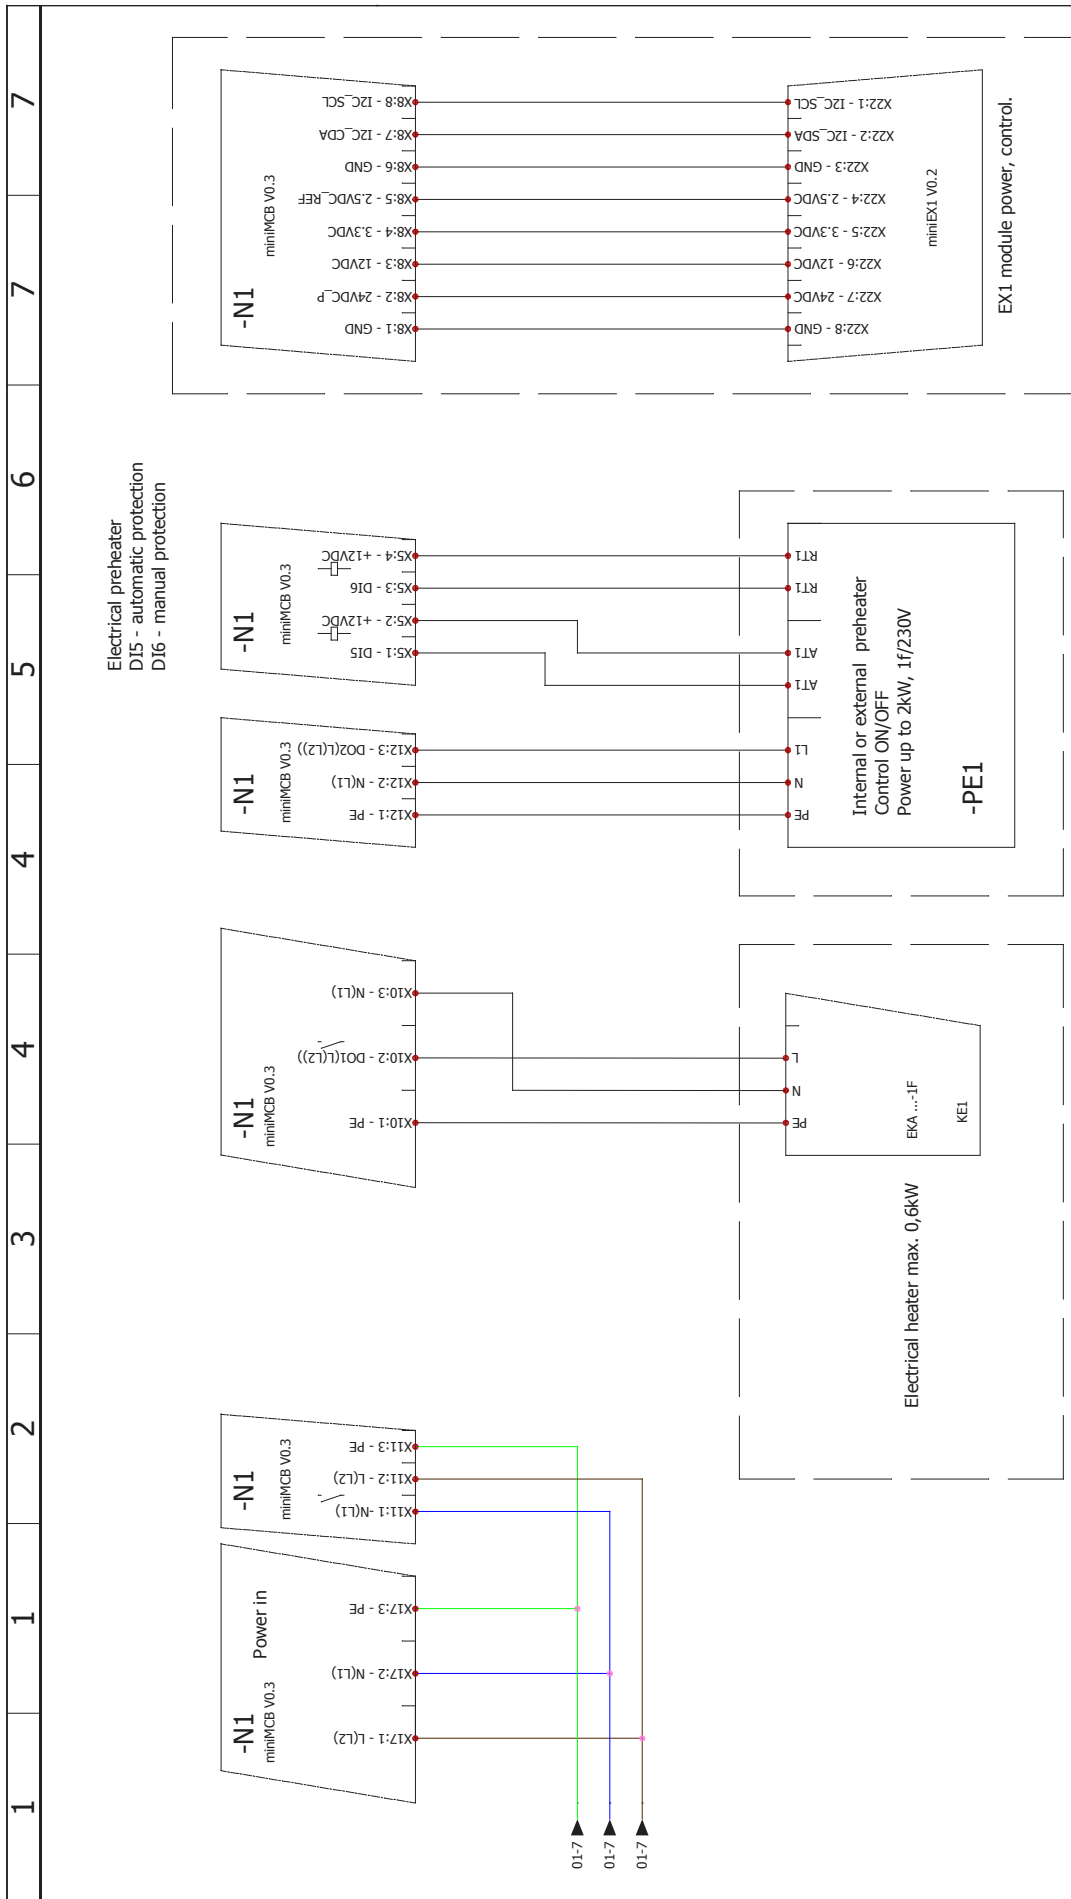 7
7
6
5
4
4
3
2
1
1
-N1
miniMCB V0.3
X8:8 - I2C_SCL
X8:7 - I2C_CDA
X8:6 - GND
X8:5 - 2.5VDC_REF
X8:4 - 3.3VDC
X8:3 - 12VDC
X8:2 - 24VDC_P
X8:1 - GND
X22:1 - I2C_SCL
X22:2 - I2C_SDA
X22:3 - GND
X22:4 - 2.5VDC
X22:5 - 3.3VDC
X22:6 - 12VDC
X22:7 - 24VDC
X22:8 - GND
miniEX1 V0.2
EX1 module power, control.
Electrical preheater
DI5 - automatic protection
DI6 - manual protection
-N1
miniMCB V0.3
X5:4 - +12VDC
X5:3 - DI6
X5:2 - +12VDC
X5:1 - DI5
RT1
RT1
AT1
AT1
-N1
miniMCB V0.3
X12:3 - DO2(L(L2))
X12:2 - N(L1)
X12:1 - PE
L1
N
PE
Internal or external preheater
Control ON/OFF
Power up to 2kW, 1f/230V
-PE1
-N1
miniMCB V0.3
X10:3 - N(L1)
X10:2 - DO1(L(L2))
X10:1 - PE
L
N
PE
EKA ...-1F
KE1
Electrical heater max. 0,6kW
-N1
miniMCB V0.3
X11:3 - PE
X11:2 - L(L2)
X11:1 -N(L1)
-N1
miniMCB V0.3
Power in
X17:3 - PE
X17:2 - N(L1)
X17:1 - L(L2)
01-7
01-7
01-7